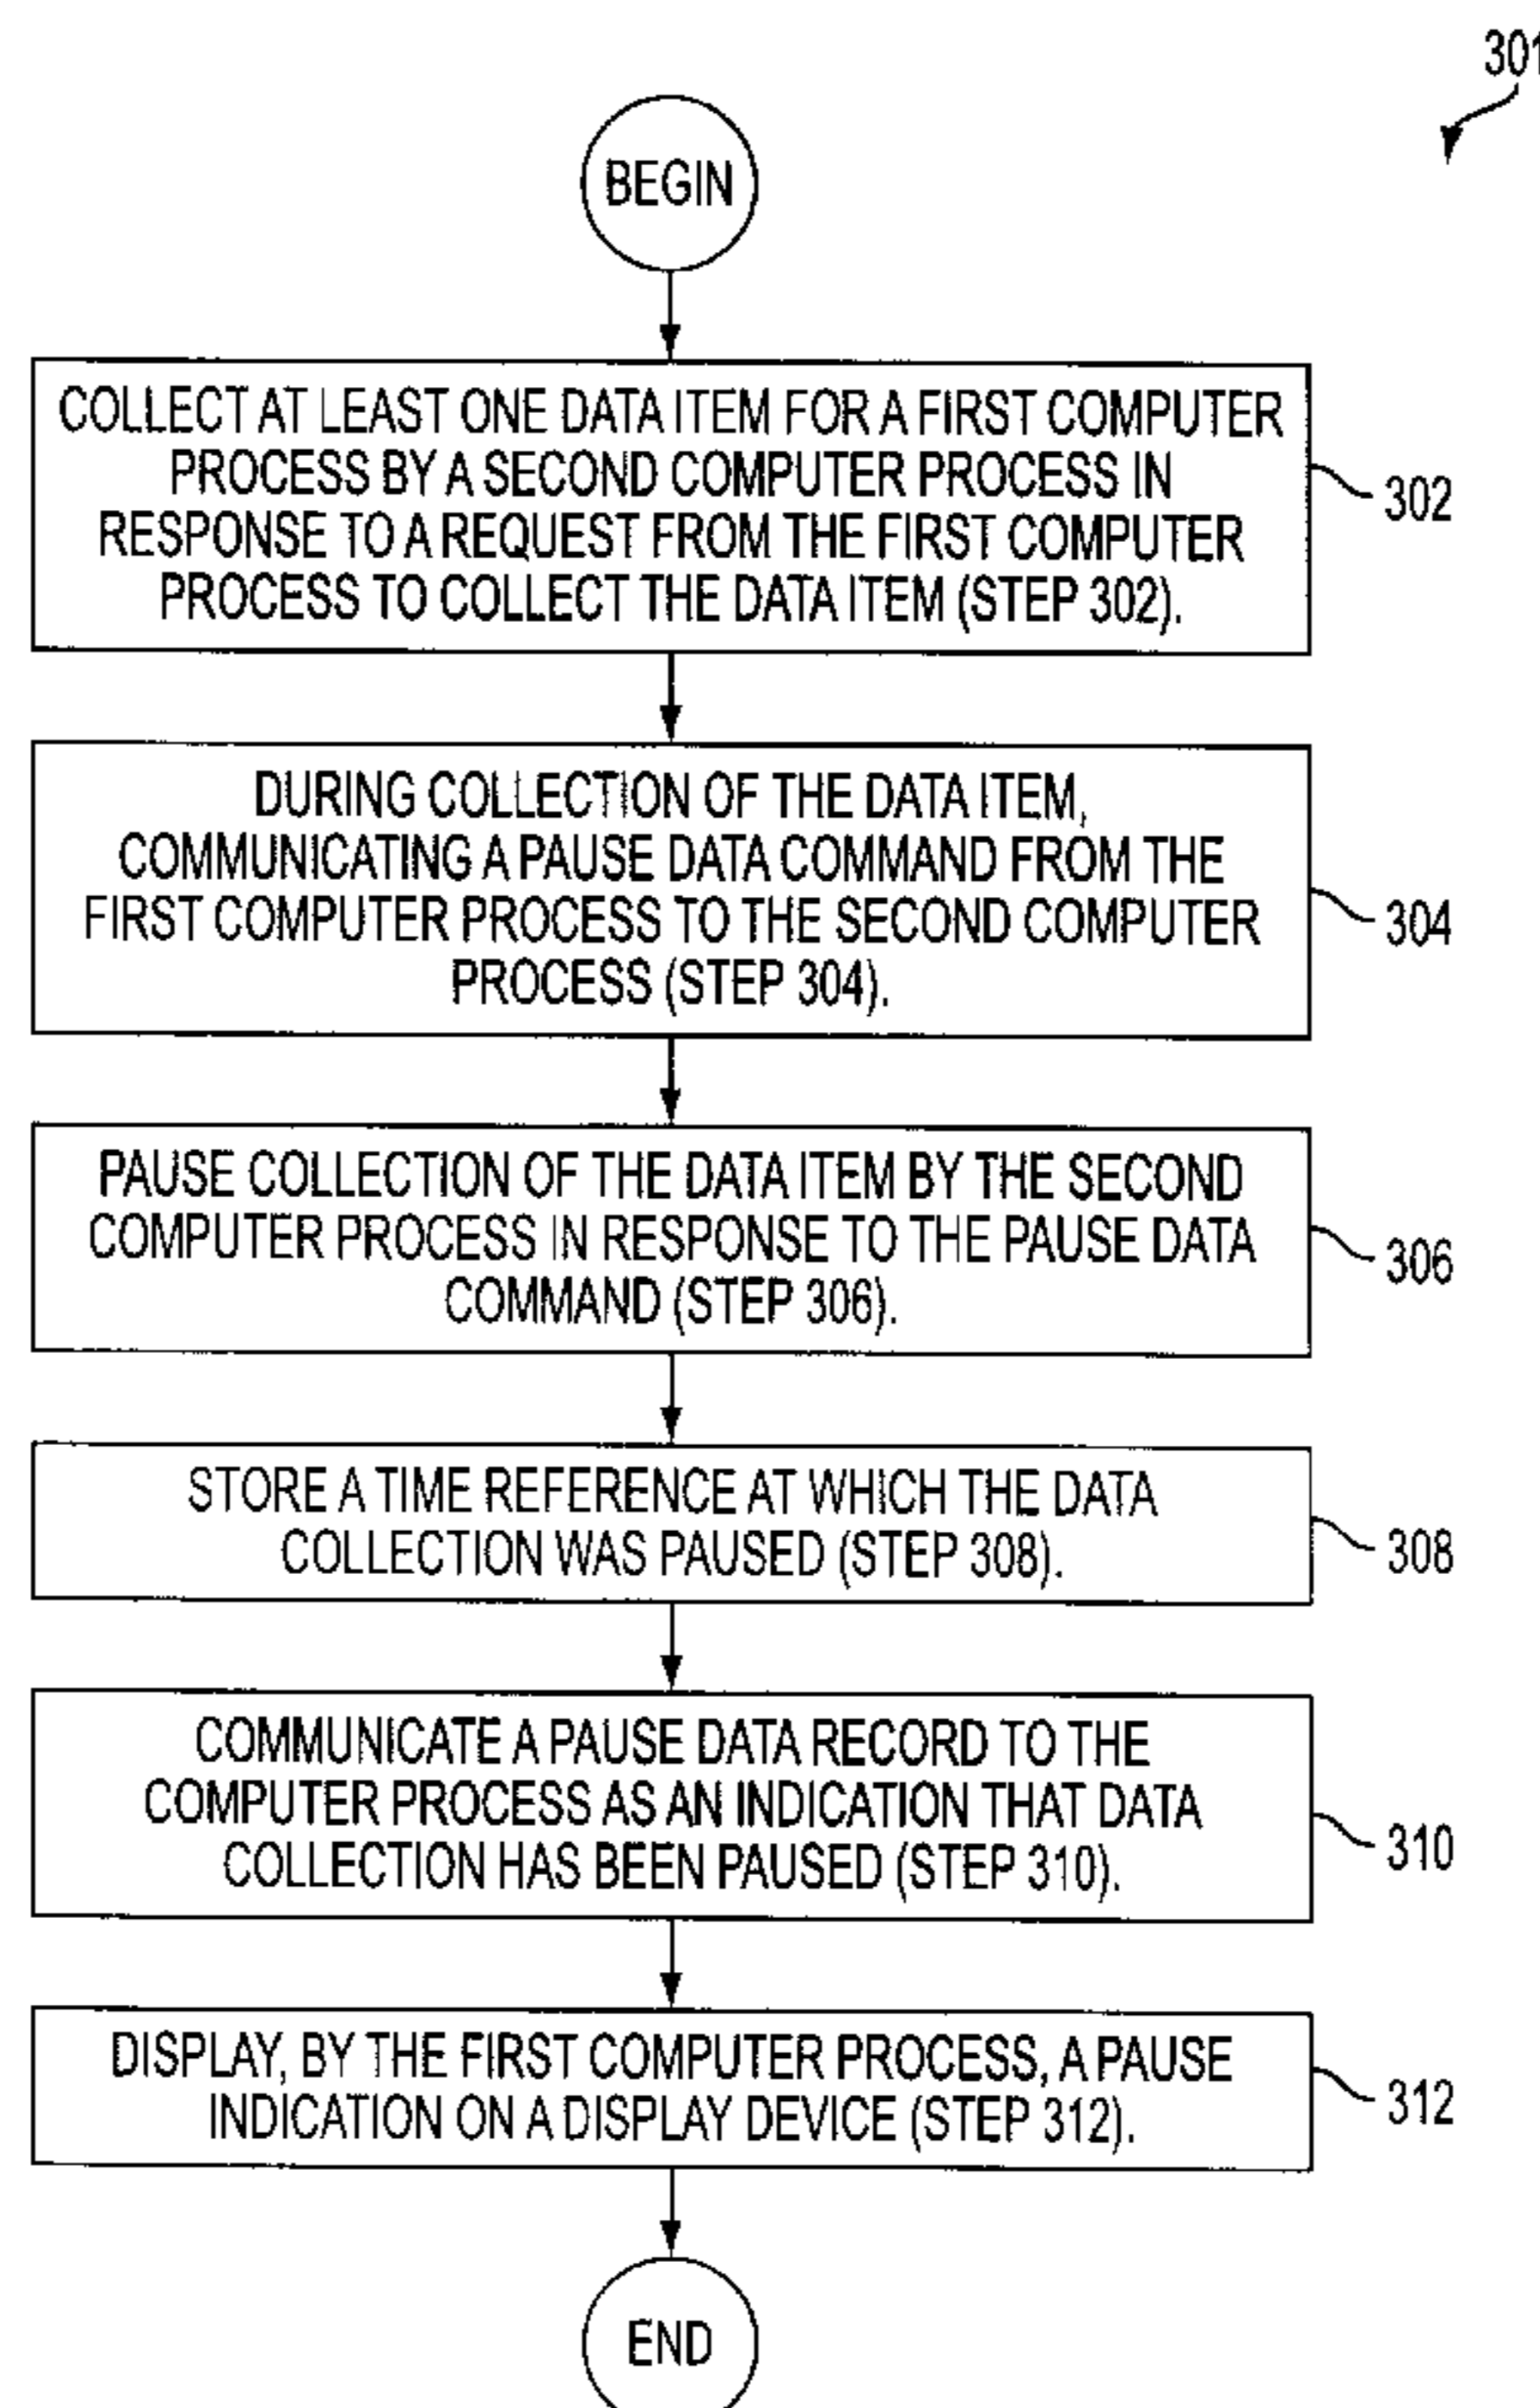 301
BEGIN
COLLECT AT LEAST ONE DATA ITEM FOR A FIRST COMPUTER
PROCESS BY A SECOND COMPUTER PROCESS IN
RESPONSE TO A REQUEST FROM THE FIRST COMPUTER
PROCESS TO COLLECT THE DATA ITEM (STEP 302).
302
DURING COLLECTION OF THE DATA ITEM,
COMMUNICATING A PAUSE DATA COMMAND FROM THE
FIRST COMPUTER PROCESS TO THE SECOND COMPUTER
PROCESS (STEP 304).
304
PAUSE COLLECTION OF THE DATA ITEM BY THE SECOND
COMPUTER PROCESS IN RESPONSE TO THE PAUSE DATA
COMMAND (STEP 306).
306
STORE A TIME REFERENCE AT WHICH THE DATA
COLLECTION WAS PAUSED (STEP 308).
308
COMMUNICATE A PAUSE DATA RECORD TO THE
COMPUTER PROCESS AS AN INDICATION THAT DATA
COLLECTION HAS BEEN PAUSED (STEP 310).
310
DISPLAY, BY THE FIRST COMPUTER PROCESS, A PAUSE
INDICATION ON A DISPLAY DEVICE (STEP 312).
312
END